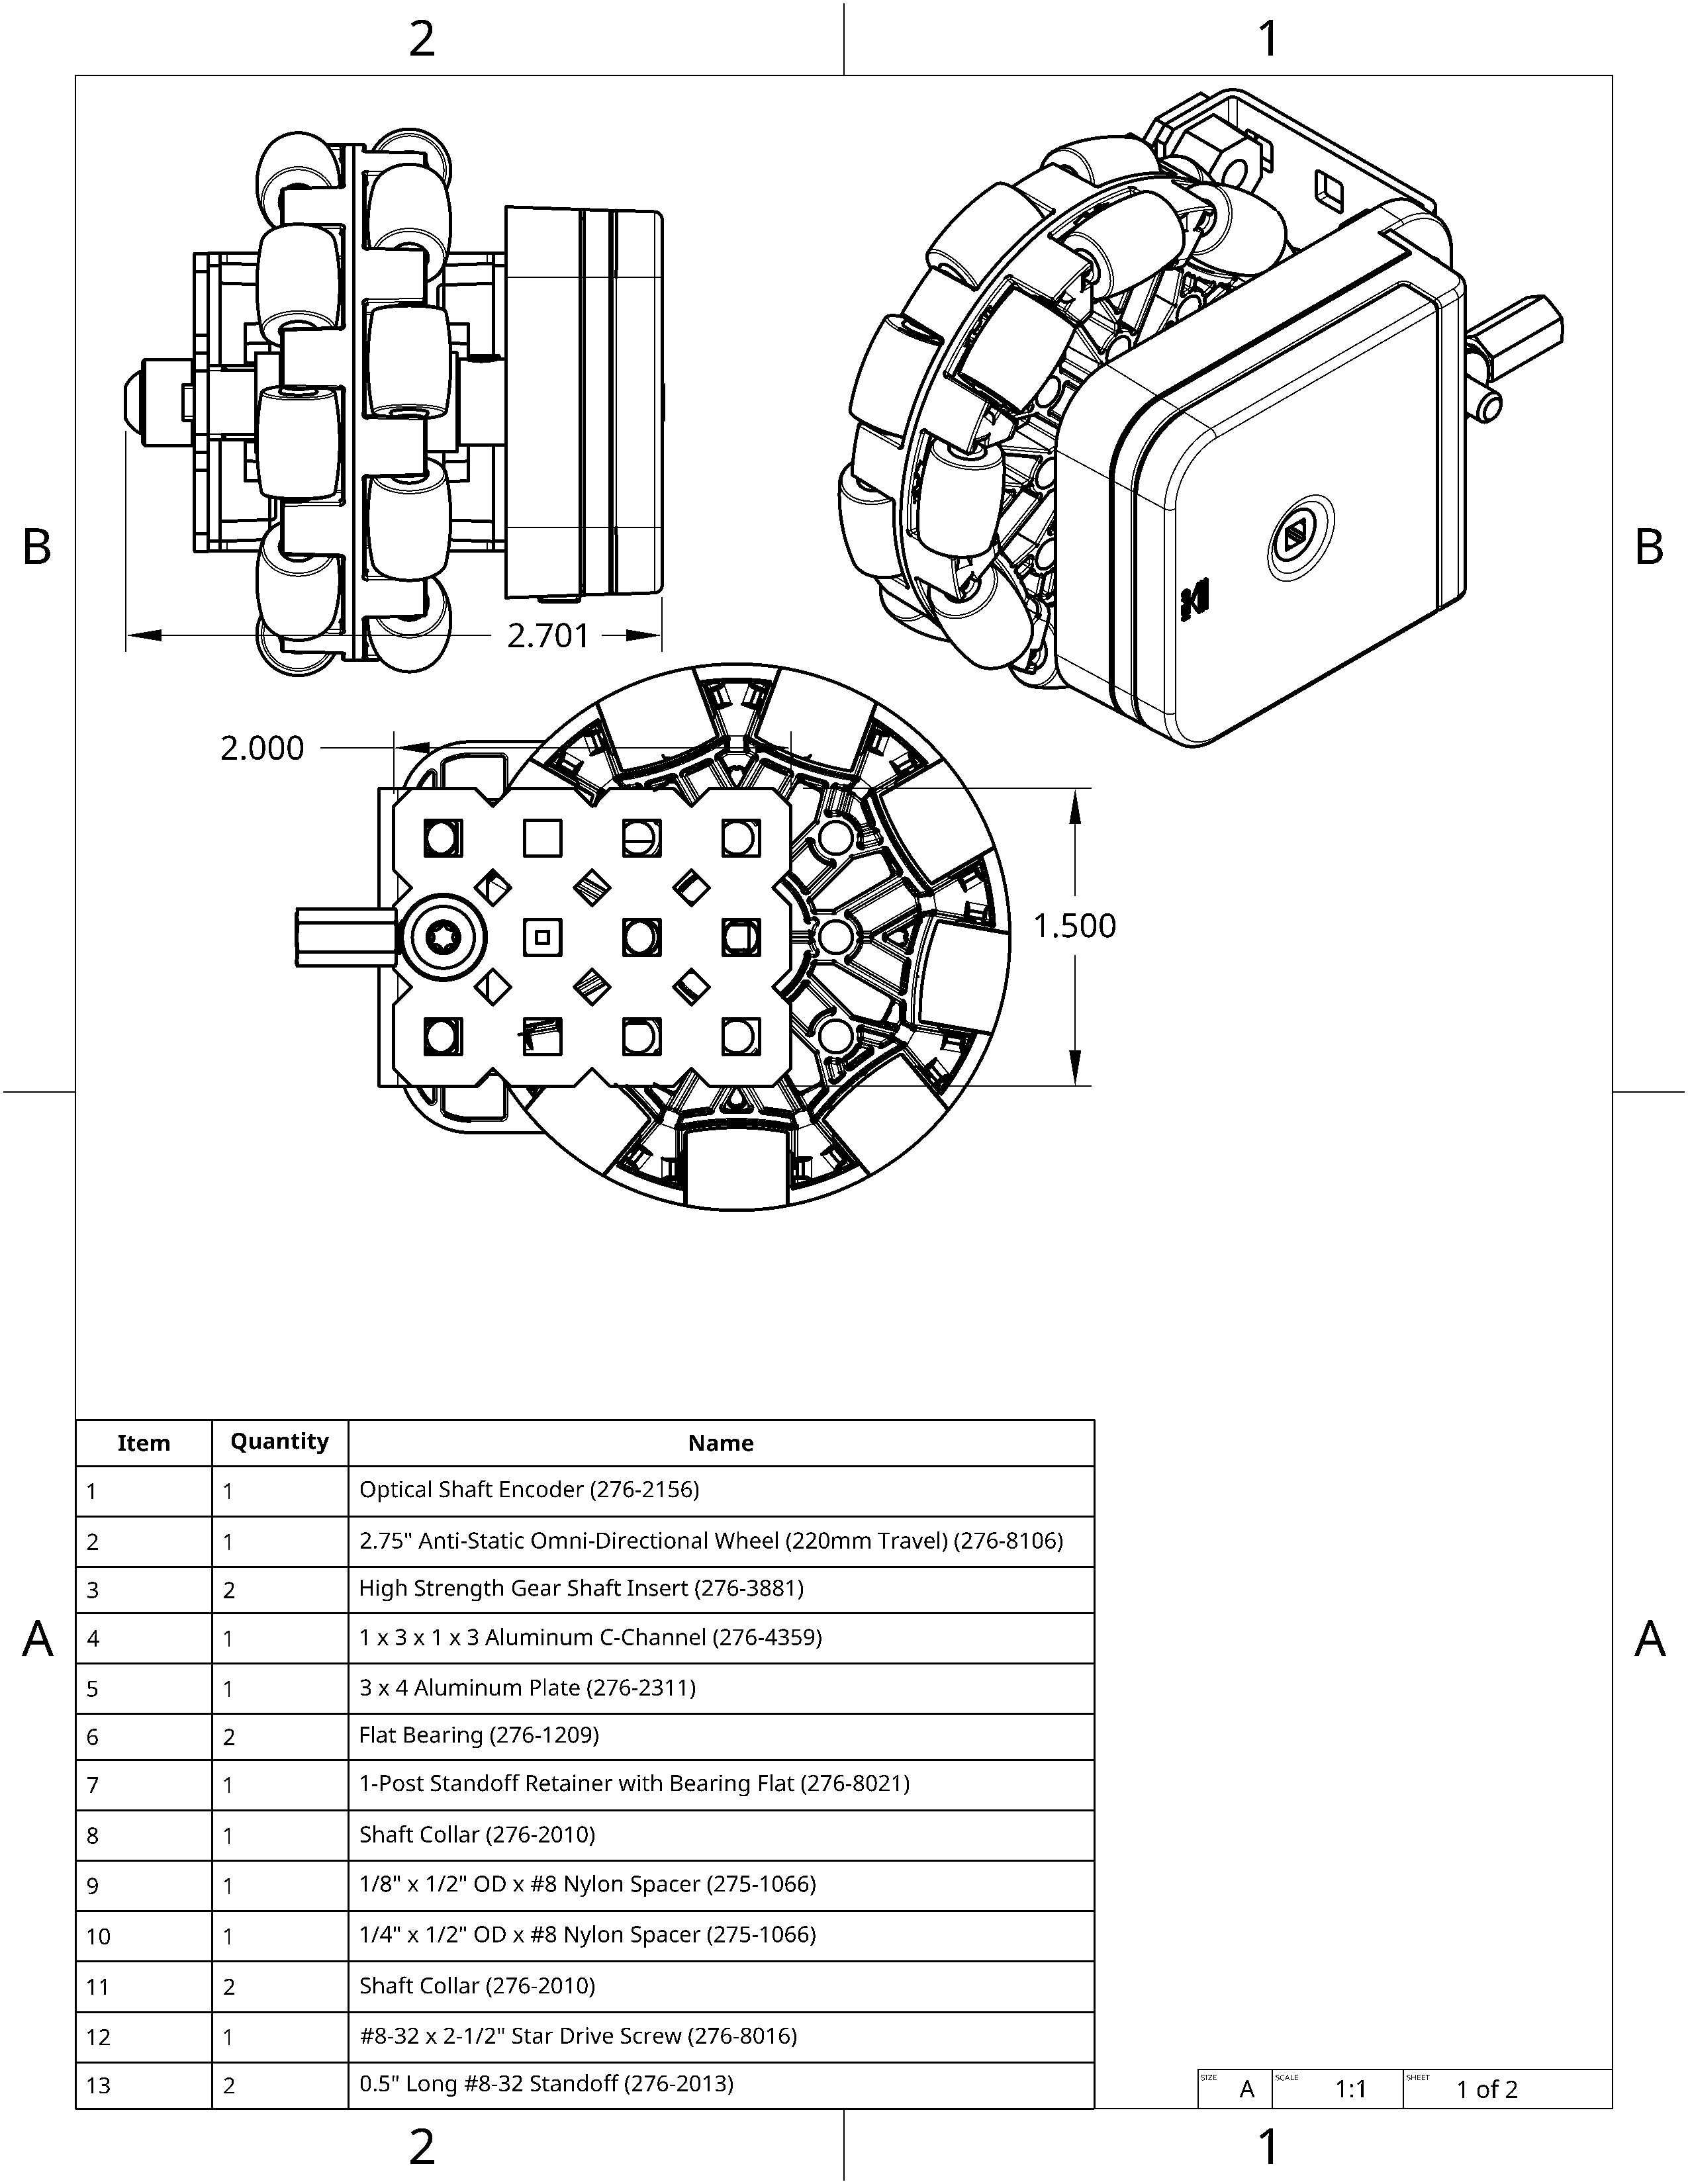 2 1
B B
2.701
2.000
1.500
Item Quantity Name
1 1 Optical Shaft Encoder (276-2156)
2 1 2.75" Anti-Static Omni-Directional Wheel (220mm Travel) (276-8106)
3 2 High Strength Gear Shaft Insert (276-3881)
4 1 1 x 3 x 1 x 3 Aluminum C-Channel (276-4359)
A A
5 1 3 x 4 Aluminum Plate (276-2311)
6 2 Flat Bearing (276-1209)
7 1 1-Post Standoff Retainer with Bearing Flat (276-8021)
8 1 Shaft Collar (276-2010)
9 1 1/8" x 1/2" OD x #8 Nylon Spacer (275-1066)
10 1 1/4" x 1/2" OD x #8 Nylon Spacer (275-1066)
11 2 Shaft Collar (276-2010)
12 1 #8-32 x 2-1/2" Star Drive Screw (276-8016)
13 2 0.5" Long #8-32 Standoff (276-2013)
SIZE A SCALE 1:1 SHEET 1 of 2
2 1